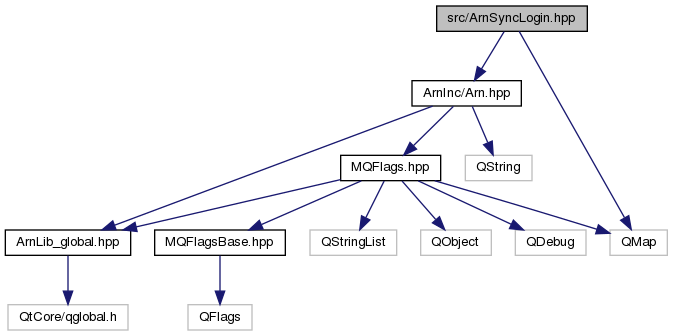 src/ArnSyncLogin.hpp
ArnInc/Arn.hpp
MQFlags.hpp
QString
ArnLib_global.hpp
MQFlagsBase.hpp
QStringList
QObject
QDebug
QMap
QtCore/qglobal.h
QFlags